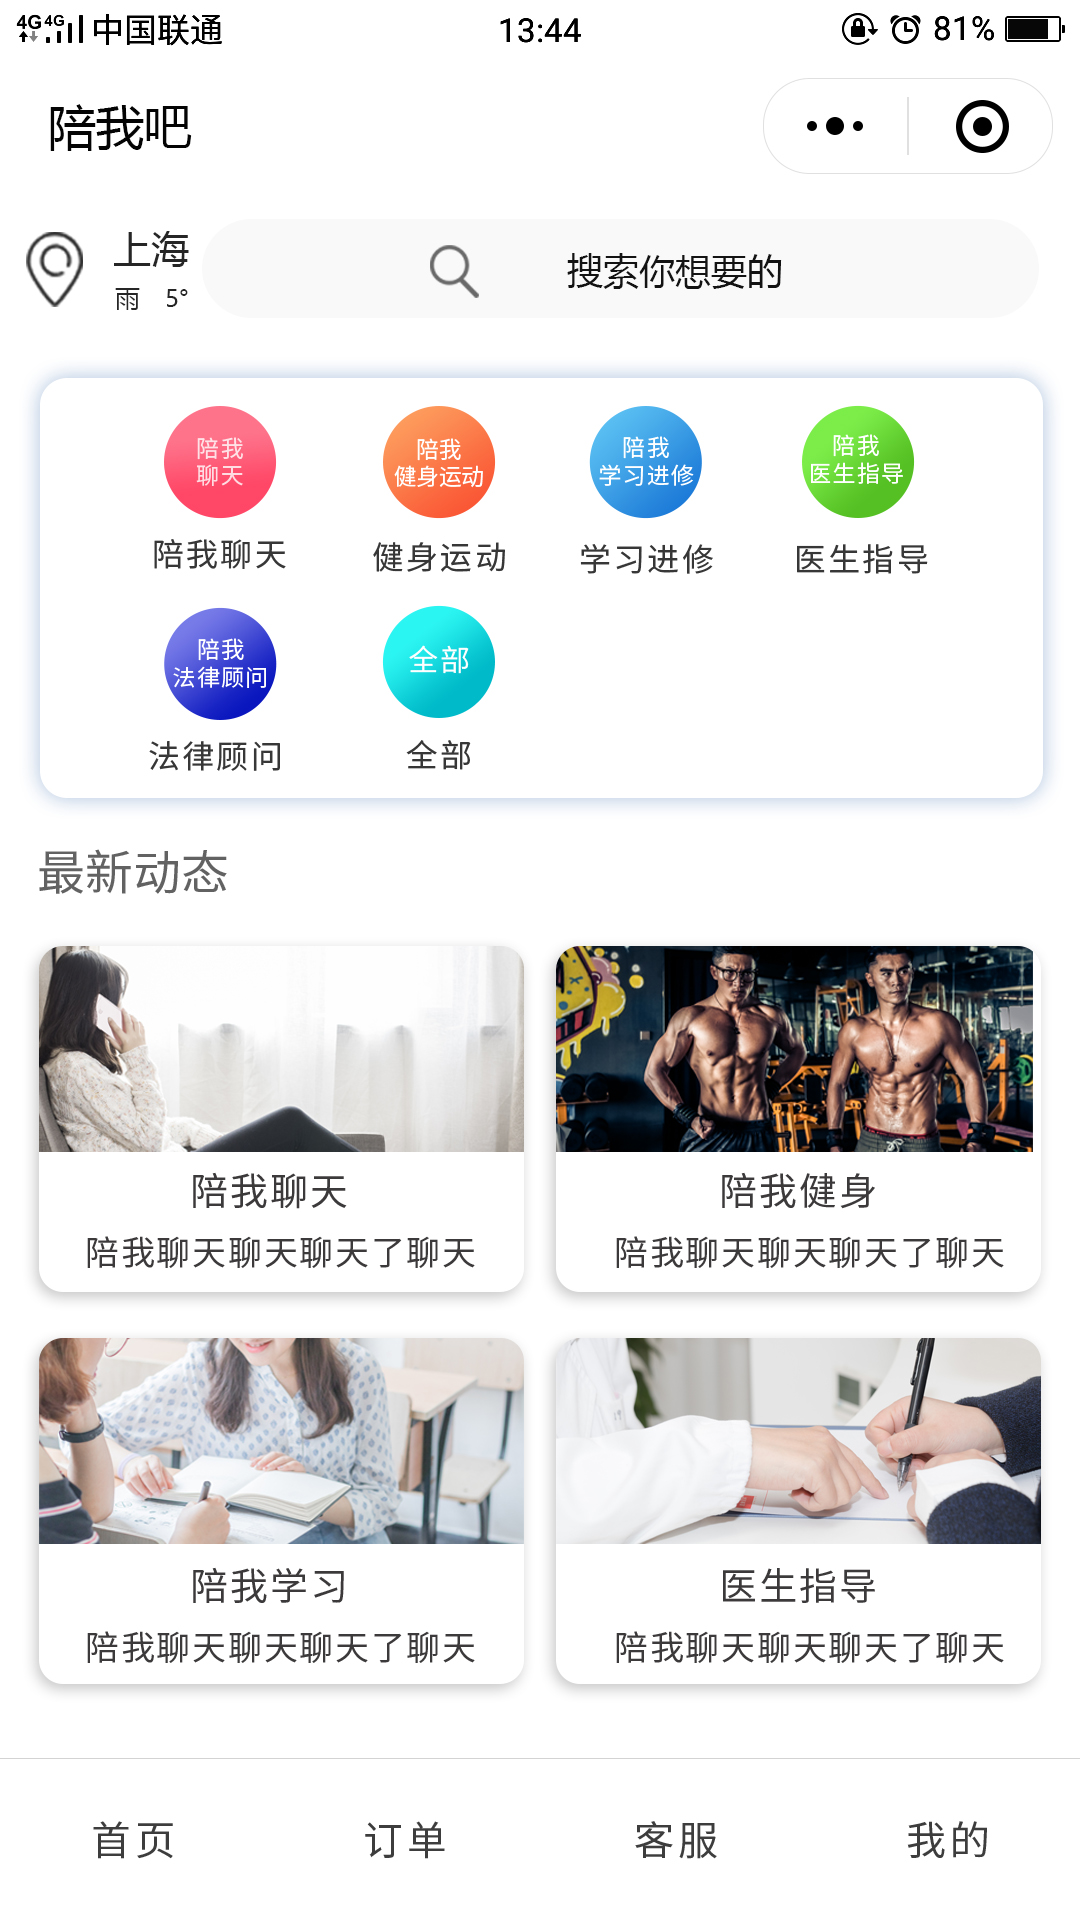 4G 4G 中国联通 13:44 81%
陪我吧
上海
雨 5°
搜索你想要的
陪我
聊天
陪我
健身运动
陪我
学习进修
陪我
医生指导
陪我聊天 健身运动 学习进修 医生指导
陪我
法律顾问
全部
法律顾问 全部
最新动态
陪我聊天
陪我聊天聊天聊天了聊天
陪我健身
陪我聊天聊天聊天了聊天
陪我学习
陪我聊天聊天聊天了聊天
医生指导
陪我聊天聊天聊天了聊天
首页 订单 客服 我的